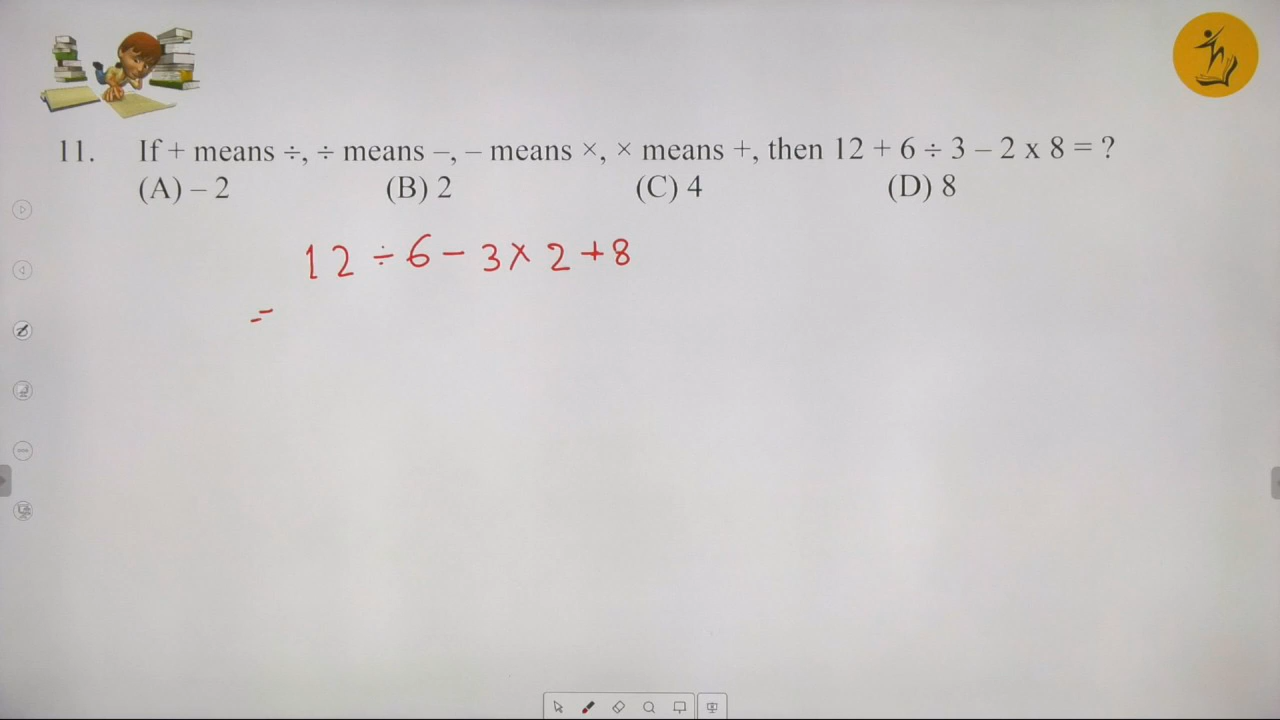 11. If + means ÷, ÷ means –, – means ×, × means +, then 12 + 6 ÷ 3 – 2 x 8 = ?
(A) – 2 (B) 2 (C) 4 (D) 8
12 ÷ 6 – 3 × 2 + 8
=